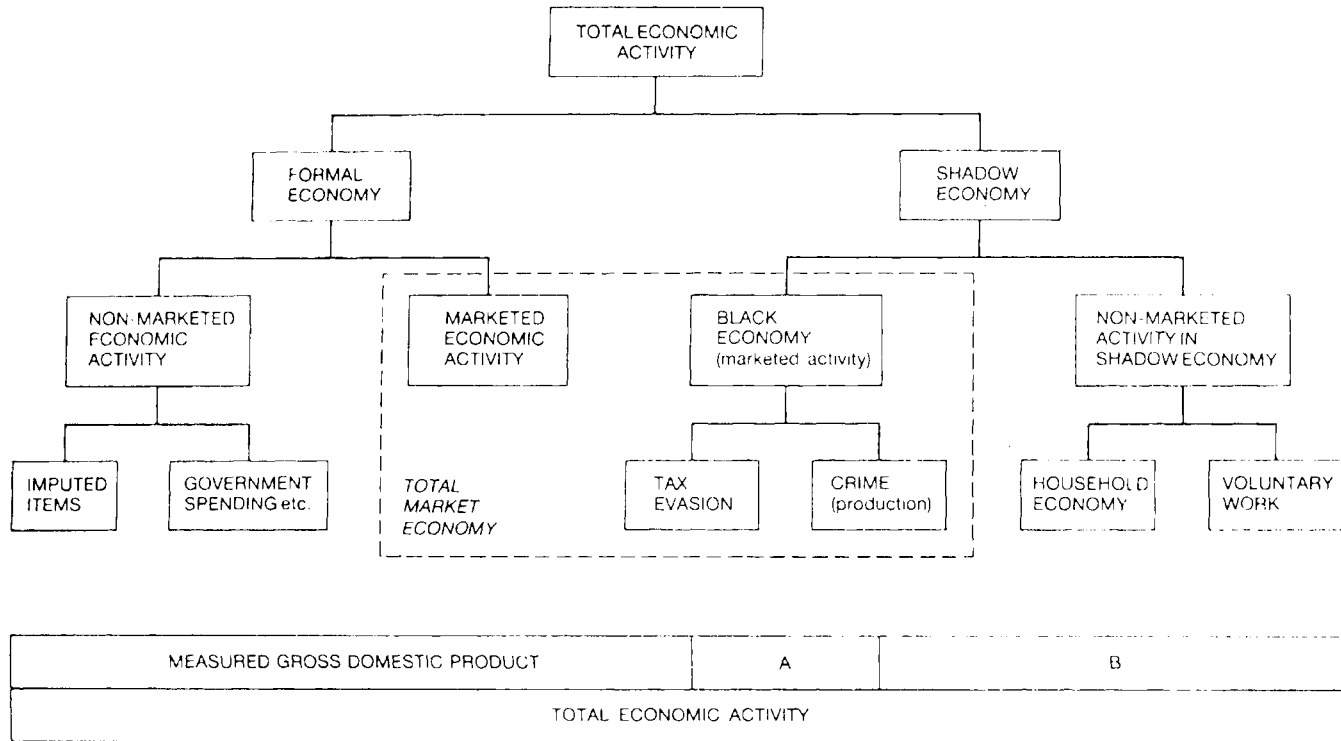 TOTAL ECONOMIC
ACTIVITY
FORMAL
ECONOMY
SHADOW
ECONOMY
NON-MARKETED
ECONOMIC
ACTIVITY
MARKETED
ECONOMIC
ACTIVITY
BLACK
ECONOMY
(marketed activity)
NON-MARKETED
ACTIVITY IN
SHADOW ECONOMY
IMPUTED
ITEMS
GOVERNMENT
SPENDING etc.
TOTAL
MARKET
ECONOMY
TAX
EVASION
CRIME
(production)
HOUSEHOLD
ECONOMY
VOLUNTARY
WORK
MEASURED GROSS DOMESTIC PRODUCT
A
B
TOTAL ECONOMIC ACTIVITY